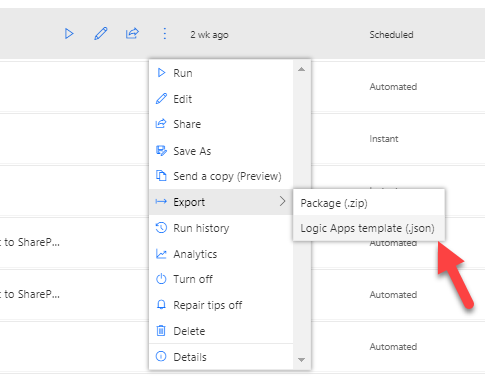 2 wk ago
Scheduled
Run
Edit
Automated
Share
Instant
Save As
Send a copy (Preview)
Export
Package (.zip)
Run history
Logic Apps template (.json)
t to ShareP...
Automated
Analytics
Turn off
t to ShareP...
Automated
Repair tips off
Delete
Automated
Details